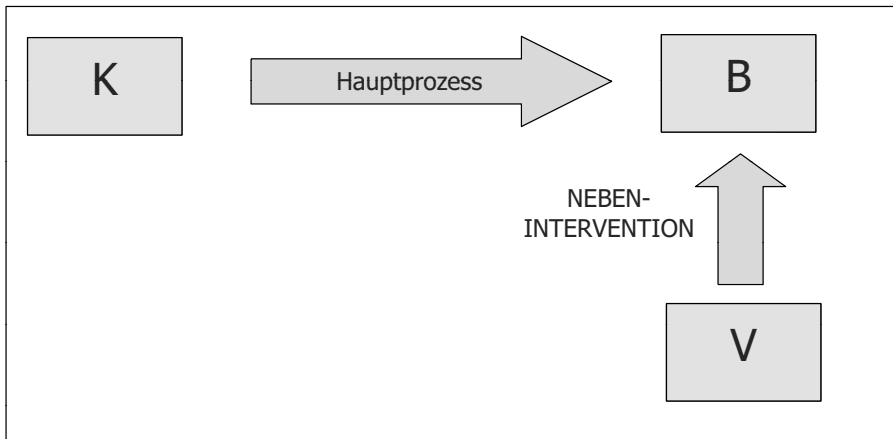 K
Hauptprozess
B
NEBEN-
INTERVENTION
V